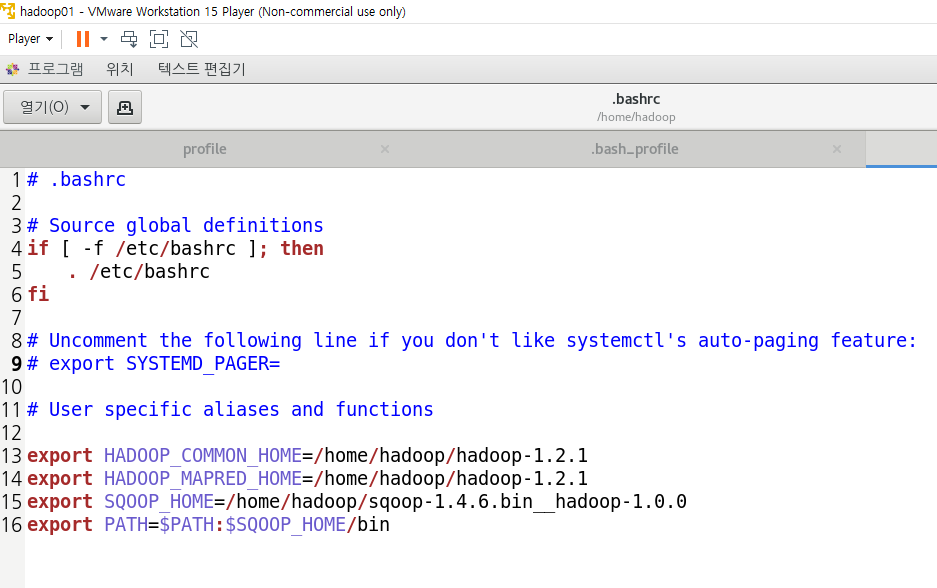 hadoop01 - VMware Workstation 15 Player (Non-commercial use only)
Player
프로그램 위치 텍스트 편집기
열기(O) .bashrc
/home/hadoop
profile × .bash_profile ×
1 # .bashrc
2
3 # Source global definitions
4 if [ -f /etc/bashrc ]; then
5     . /etc/bashrc
6 fi
7
8 # Uncomment the following line if you don't like systemctl's auto-paging feature:
9 # export SYSTEMD_PAGER=
10
11 # User specific aliases and functions
12
13 export HADOOP_COMMON_HOME=/home/hadoop/hadoop-1.2.1
14 export HADOOP_MAPRED_HOME=/home/hadoop/hadoop-1.2.1
15 export SQOOP_HOME=/home/hadoop/sqoop-1.4.6.bin__hadoop-1.0.0
16 export PATH=$PATH:$SQOOP_HOME/bin